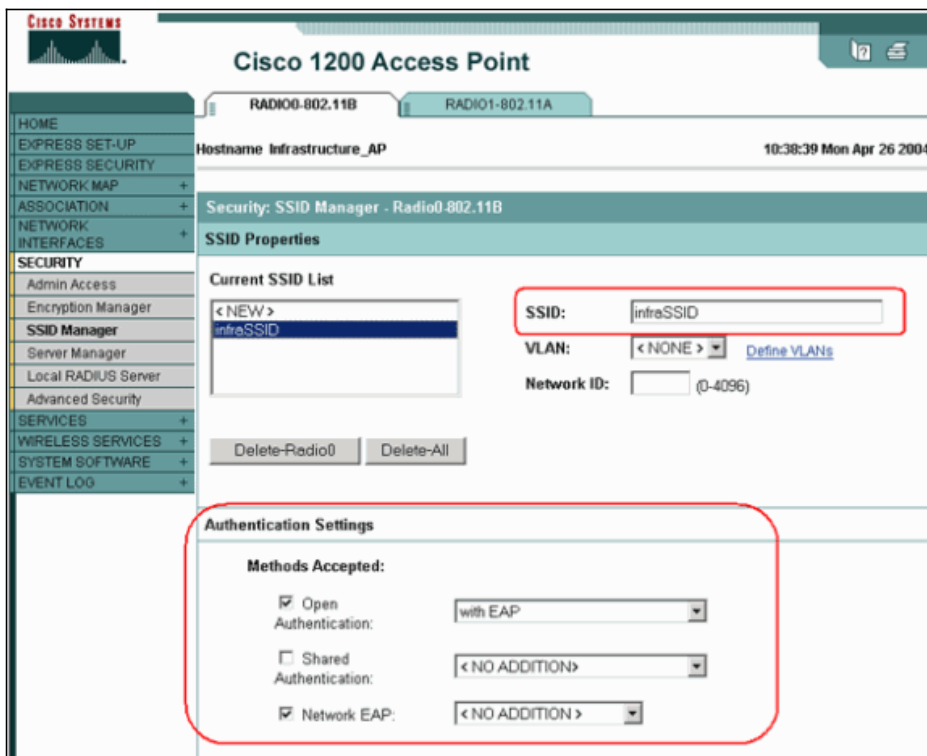 CISCO SYSTEMS
Cisco 1200 Access Point
RADIO0-802.11B
RADIO1-802.11A
HOME
EXPRESS SET-UP
EXPRESS SECURITY
NETWORK MAP +
ASSOCIATION +
NETWORK
INTERFACES +
SECURITY
Admin Access
Encryption Manager
SSID Manager
Server Manager
Local RADIUS Server
Advanced Security
SERVICES +
WIRELESS SERVICES +
SYSTEM SOFTWARE +
EVENT LOG +
Hostname Infrastructure_AP
10:38:39 Mon Apr 26 2004
Security: SSID Manager - Radio0-802.11B
SSID Properties
Current SSID List
< NEW >
infraSSID
SSID: infraSSID
VLAN: < NONE > Define VLANs
Network ID: (0-4096)
Delete-Radio0 Delete-All
Authentication Settings
Methods Accepted:
Open
Authentication:
with EAP
Shared
Authentication:
< NO ADDITION>
Network EAP: < NO ADDITION >